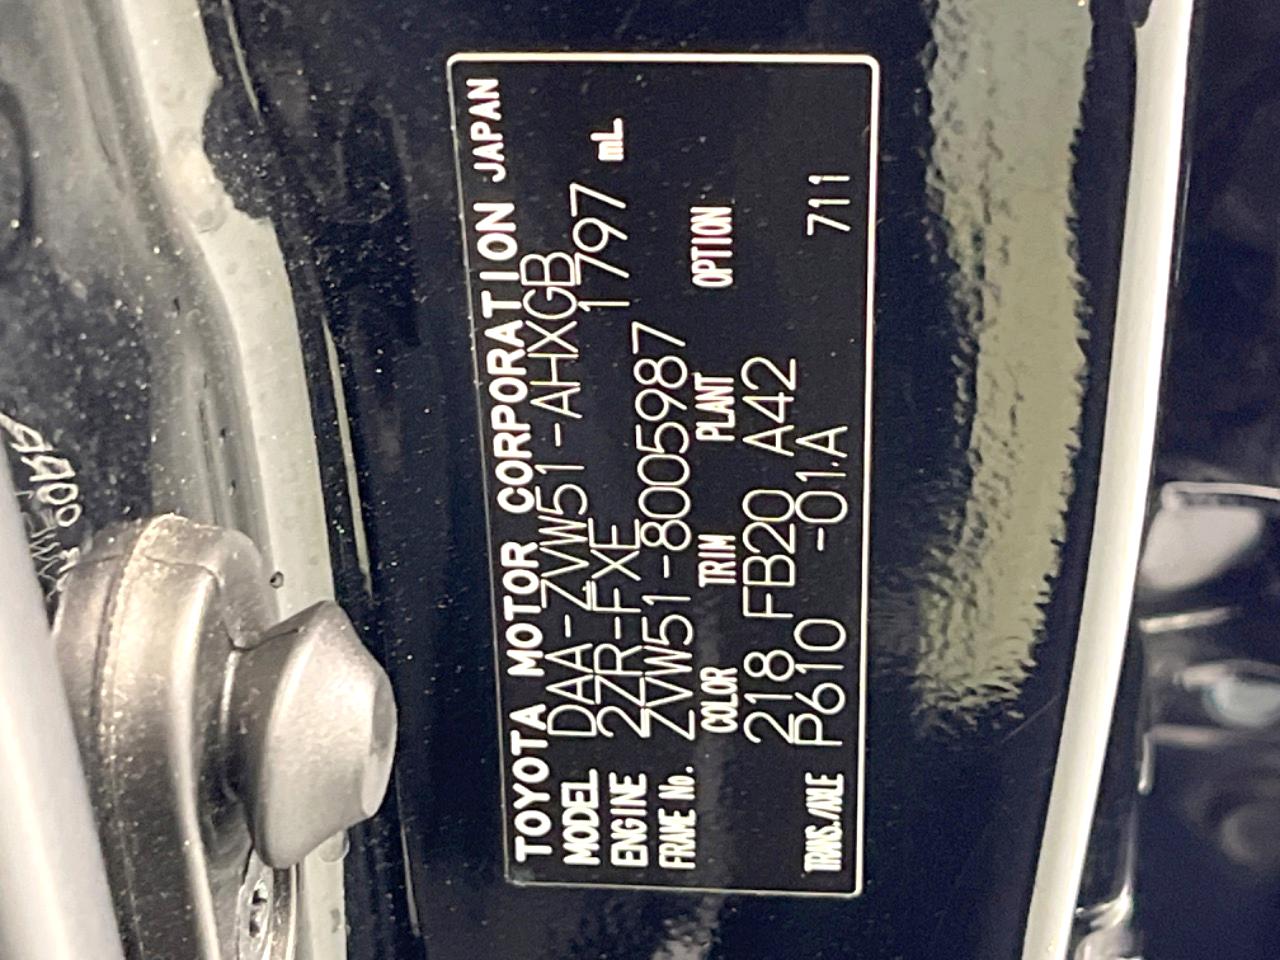 TOYOTA MOTOR CORPORATION JAPAN
MODEL DAA-ZVW51-AHXGB
ENGINE 2ZR-FXE 1797 mL
FRAME No. ZVW51-8005987
COLOR TRIM PLANT OPTION
218 FB20 A42
TRANS./AXLE P610 -01.A 711